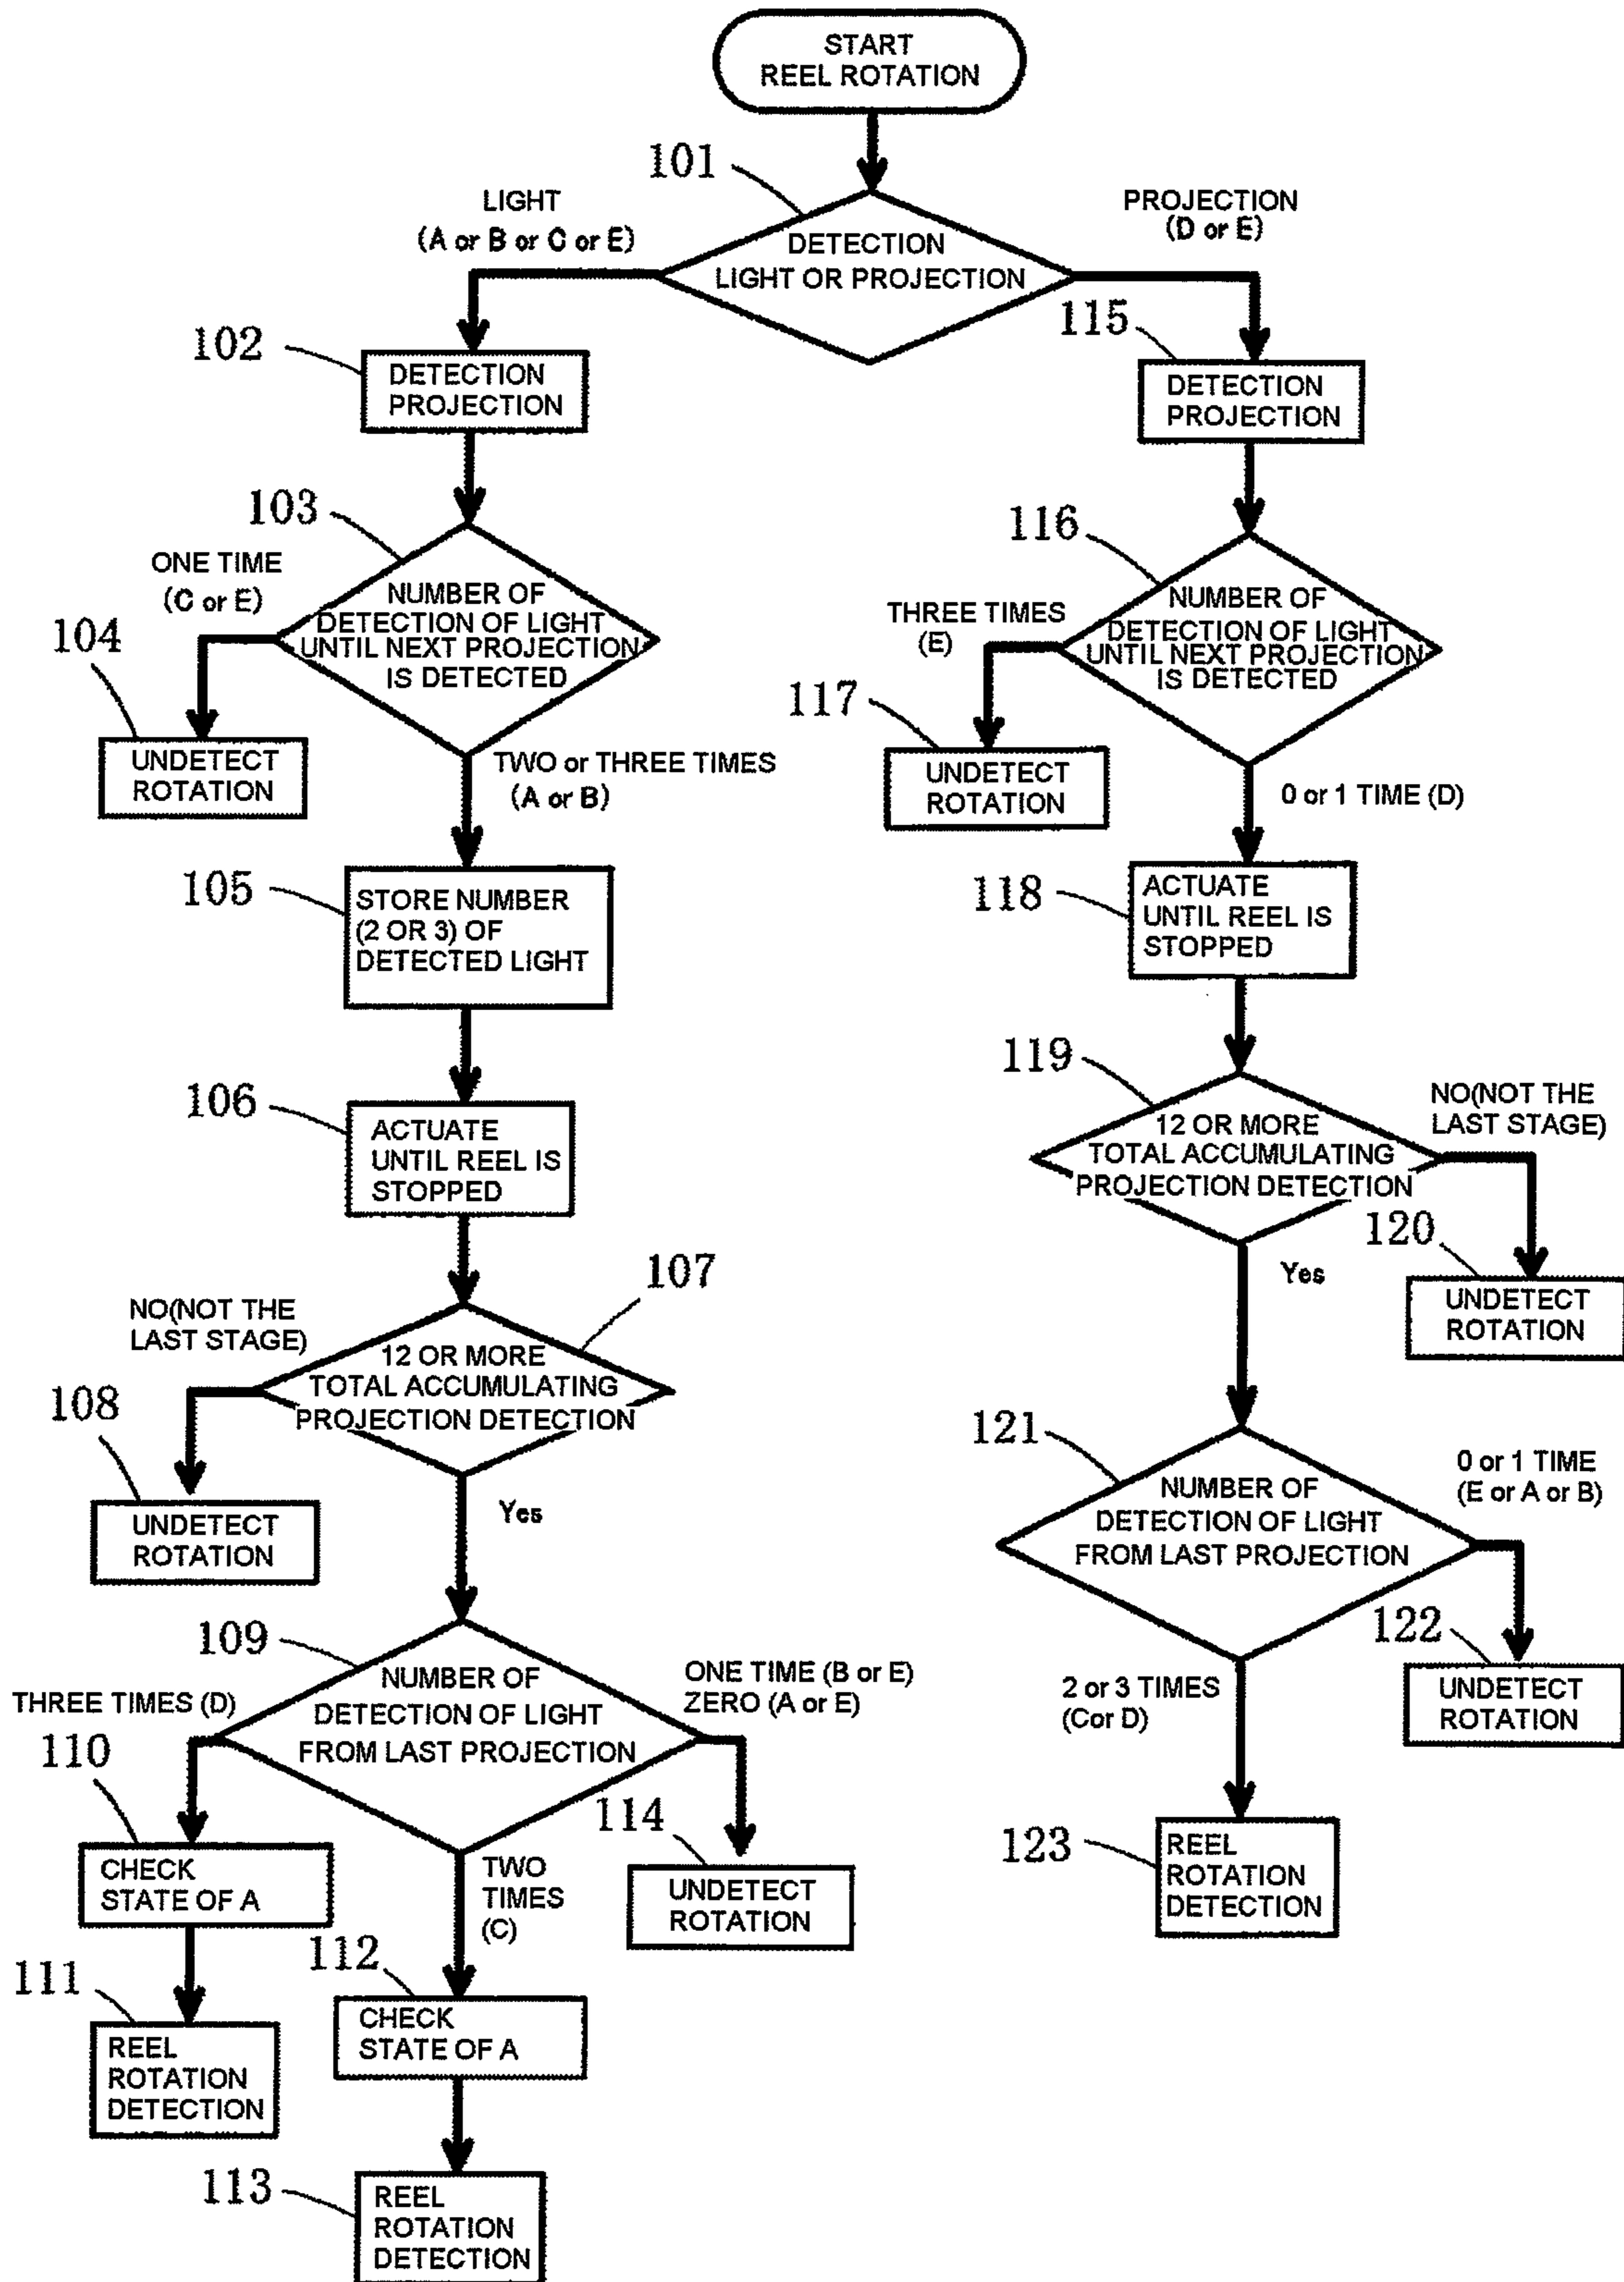 START
REEL ROTATION
101
LIGHT
(A or B or C or E)
PROJECTION
(D or E)
DETECTION
LIGHT OR PROJECTION
102
DETECTION
PROJECTION
115
DETECTION
PROJECTION
103
ONE TIME
(C or E)
NUMBER OF
DETECTION OF LIGHT
UNTIL NEXT PROJECTION
IS DETECTED
104
UNDETECT
ROTATION
TWO or THREE TIMES
(A or B)
116
THREE TIMES
(E)
NUMBER OF
DETECTION OF LIGHT
UNTIL NEXT PROJECTION
IS DETECTED
117
UNDETECT
ROTATION
0 or 1 TIME (D)
105
STORE NUMBER
(2 OR 3) OF
DETECTED LIGHT
118
ACTUATE
UNTIL REEL IS
STOPPED
106
ACTUATE
UNTIL REEL IS
STOPPED
119
12 OR MORE
TOTAL ACCUMULATING
PROJECTION DETECTION
NO(NOT THE
LAST STAGE)
120
UNDETECT
ROTATION
Yes
107
NO(NOT THE
LAST STAGE)
12 OR MORE
TOTAL ACCUMULATING
PROJECTION DETECTION
108
UNDETECT
ROTATION
Yes
121
NUMBER OF
DETECTION OF LIGHT
FROM LAST PROJECTION
0 or 1 TIME
(E or A or B)
122
UNDETECT
ROTATION
2 or 3 TIMES
(Cor D)
123
REEL
ROTATION
DETECTION
109
NUMBER OF
DETECTION OF LIGHT
FROM LAST PROJECTION
THREE TIMES (D)
ONE TIME (B or E)
ZERO (A or E)
110
CHECK
STATE OF A
111
REEL
ROTATION
DETECTION
TWO
TIMES
(C)
114
UNDETECT
ROTATION
112
CHECK
STATE OF A
113
REEL
ROTATION
DETECTION